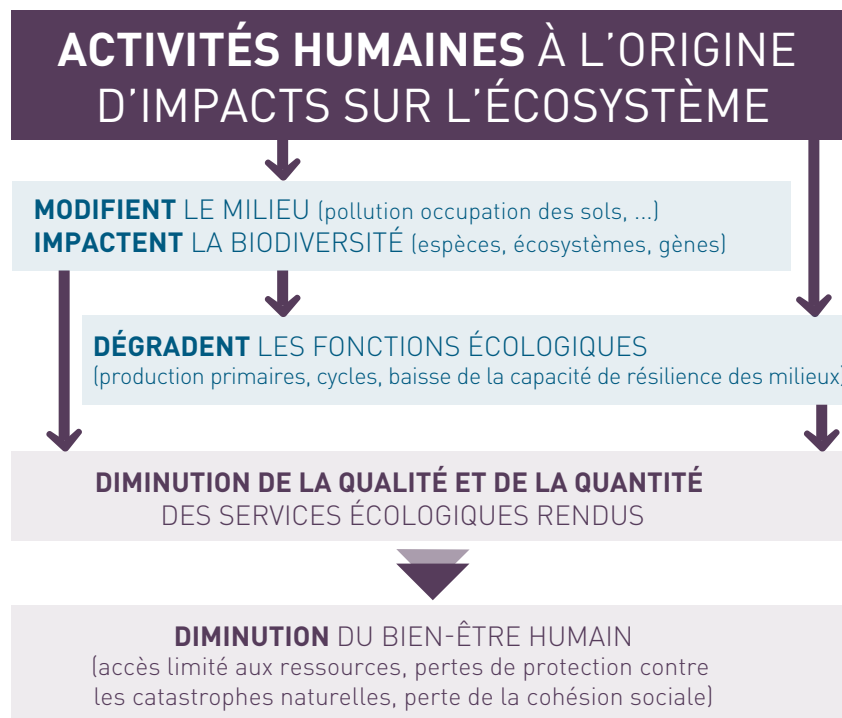 ACTIVITÉS HUMAINES À L'ORIGINE
D'IMPACTS SUR L'ÉCOSYSTÈME
MODIFIENT LE MILIEU (pollution occupation des sols, ...)
IMPACTENT LA BIODIVERSITÉ (espèces, écosystèmes, gènes)
DÉGRADENT LES FONCTIONS ÉCOLOGIQUES
(production primaires, cycles, baisse de la capacité de résilience des milieux)
DIMINUTION DE LA QUALITÉ ET DE LA QUANTITÉ
DES SERVICES ÉCOLOGIQUES RENDUS
DIMINUTION DU BIEN-ÊTRE HUMAIN
(accès limité aux ressources, pertes de protection contre
les catastrophes naturelles, perte de la cohésion sociale)